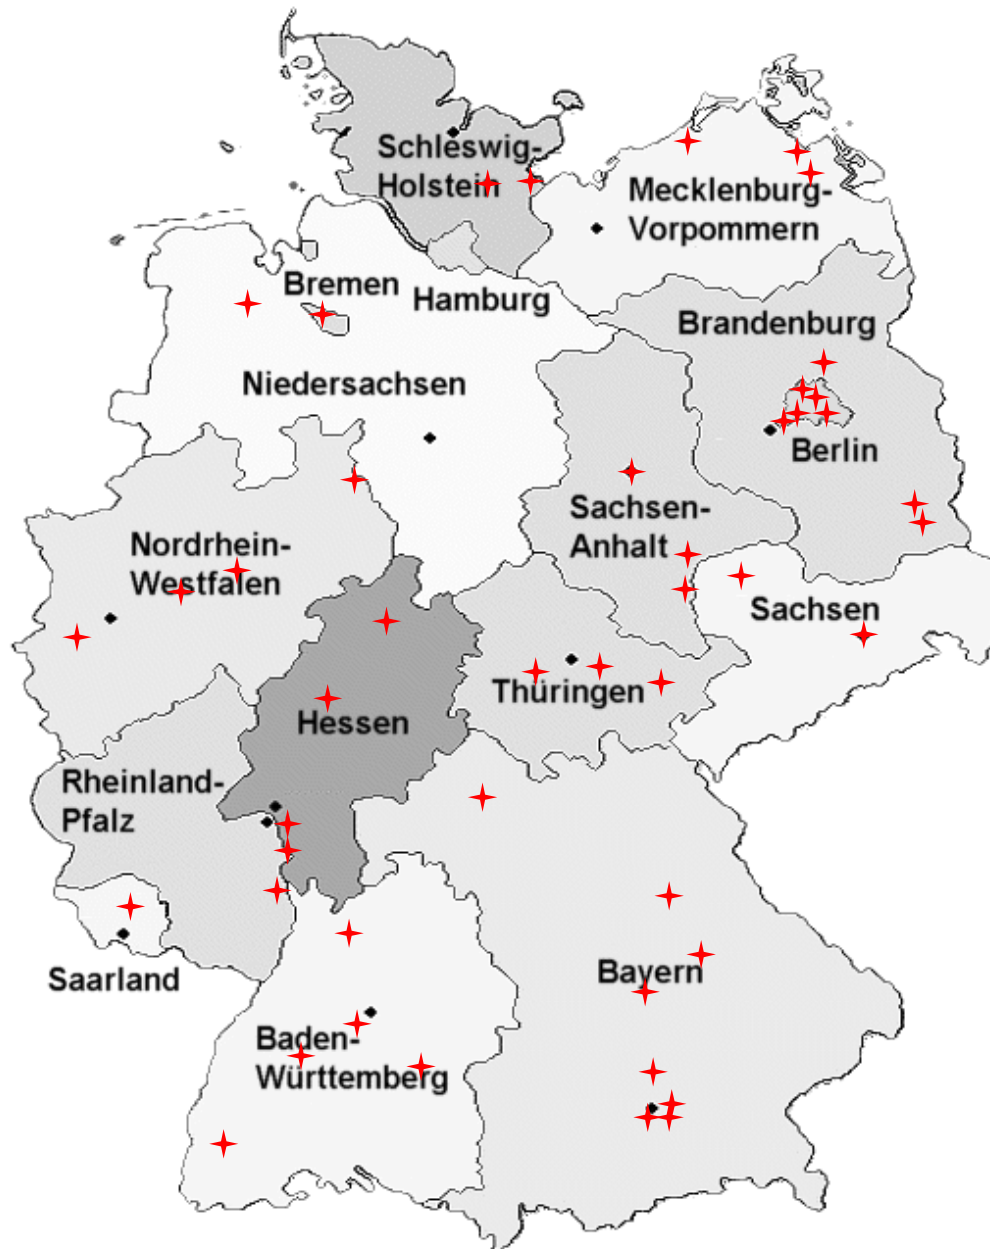 Schleswig-
Holstein
Mecklenburg-
Vorpommern
Bremen
Hamburg
Brandenburg
Niedersachsen
Berlin
Sachsen-
Anhalt
Nordrhein-
Westfalen
Sachsen
Thüringen
Hessen
Rheinland-
Pfalz
Saarland
Bayern
Baden-
Württemberg